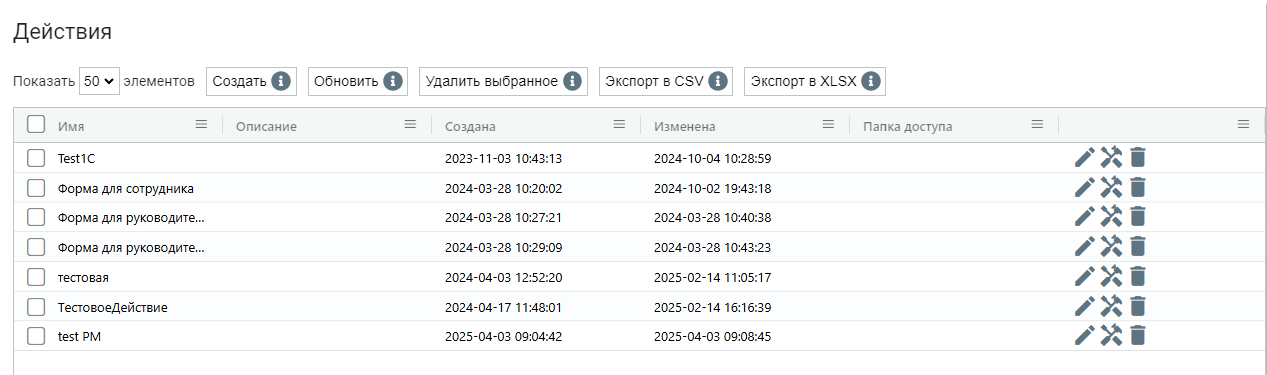 Действия
Показать 50 элементов Создать Обновить Удалить выбранное Экспорт в CSV Экспорт в XLSX
Имя Описание Создана Изменена Папка доступа
Test1C 2023-11-03 10:43:13 2024-10-04 10:28:59
Форма для сотрудника 2024-03-28 10:20:02 2024-10-02 19:43:18
Форма для руководите... 2024-03-28 10:27:21 2024-03-28 10:40:38
Форма для руководите... 2024-03-28 10:29:09 2024-03-28 10:43:23
тестовая 2024-04-03 12:52:20 2025-02-14 11:05:17
ТестовоеДействие 2024-04-17 11:48:01 2025-02-14 16:16:39
test PM 2025-04-03 09:04:42 2025-04-03 09:08:45